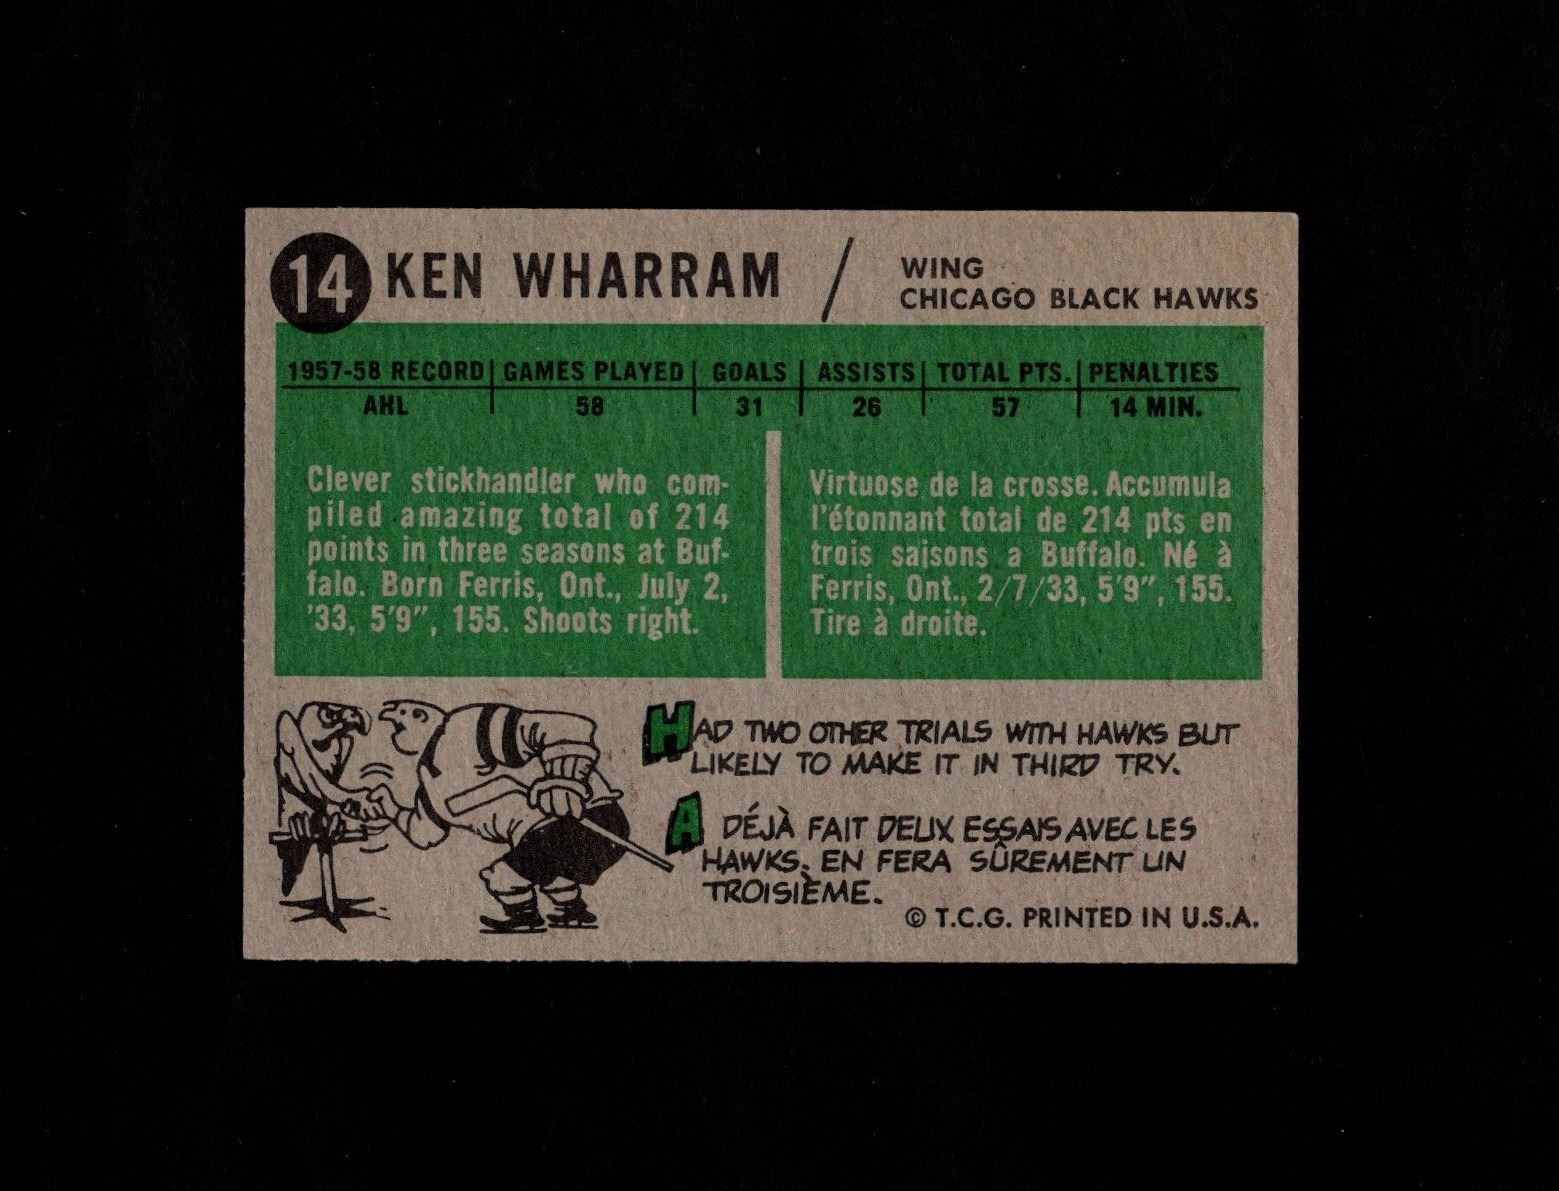 14 KEN WHARRAM / WING
CHICAGO BLACK HAWKS
1957-58 RECORD GAMES PLAYED GOALS ASSISTS TOTAL PTS. PENALTIES
AHL 58 31 26 57 14 MIN.
Clever stickhandler who com-
piled amazing total of 214
points in three seasons at Buf-
falo. Born Ferris, Ont., July 2,
'33, 5'9", 155. Shoots right.
Virtuose de la crosse. Accumula
l'étonnant total de 214 pts en
trois saisons a Buffalo. Né à
Ferris, Ont., 2/7/33, 5'9", 155.
Tire à droite.
HAD TWO OTHER TRIALS WITH HAWKS BUT
LIKELY TO MAKE IT IN THIRD TRY.
A DÉJÀ FAIT DEUX ESSAIS AVEC LES
HAWKS. EN FERA SÛREMENT UN
TROISIÈME.
© T.C.G. PRINTED IN U.S.A.